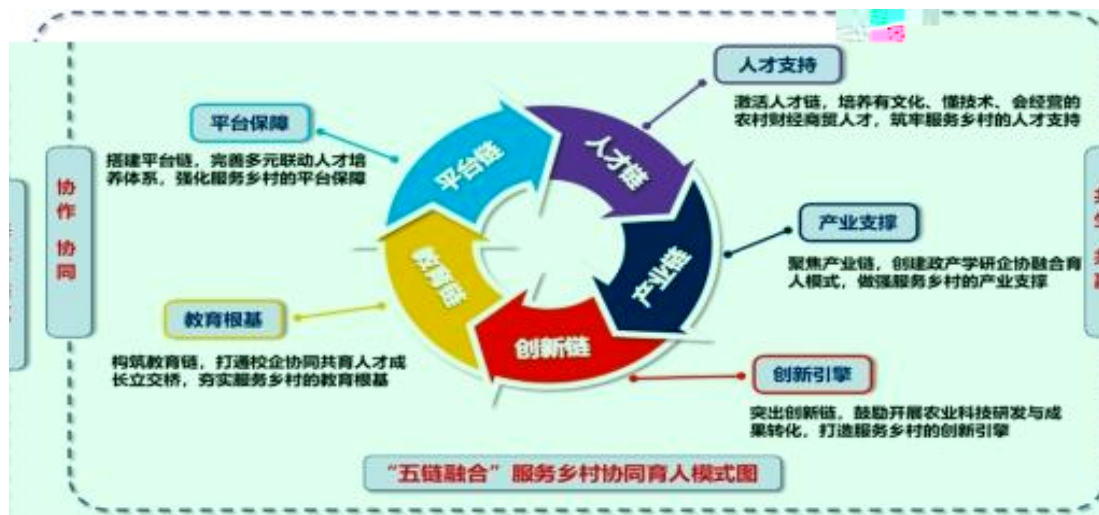 人才支持
激活人才链，培养有文化、懂技术、会经营的
农村财经商贸人才，筑牢服务乡村的人才支持
平台保障
搭建平台链，完善多元联动人才培
养体系，强化服务乡村的平台保障
协作 协同
平台链
人才链
产业链
创新链
教育链
产业支撑
聚焦产业链，创建政产学研企协融合育
人模式，做强服务乡村的产业支撑
教育根基
构筑教育链，打通校企协同共育人才成
长立交桥，夯实服务乡村的教育根基
创新引擎
突出创新链，鼓励开展农业科技研发与成
果转化，打造服务乡村的创新引擎
“五链融合”服务乡村协同育人模式图